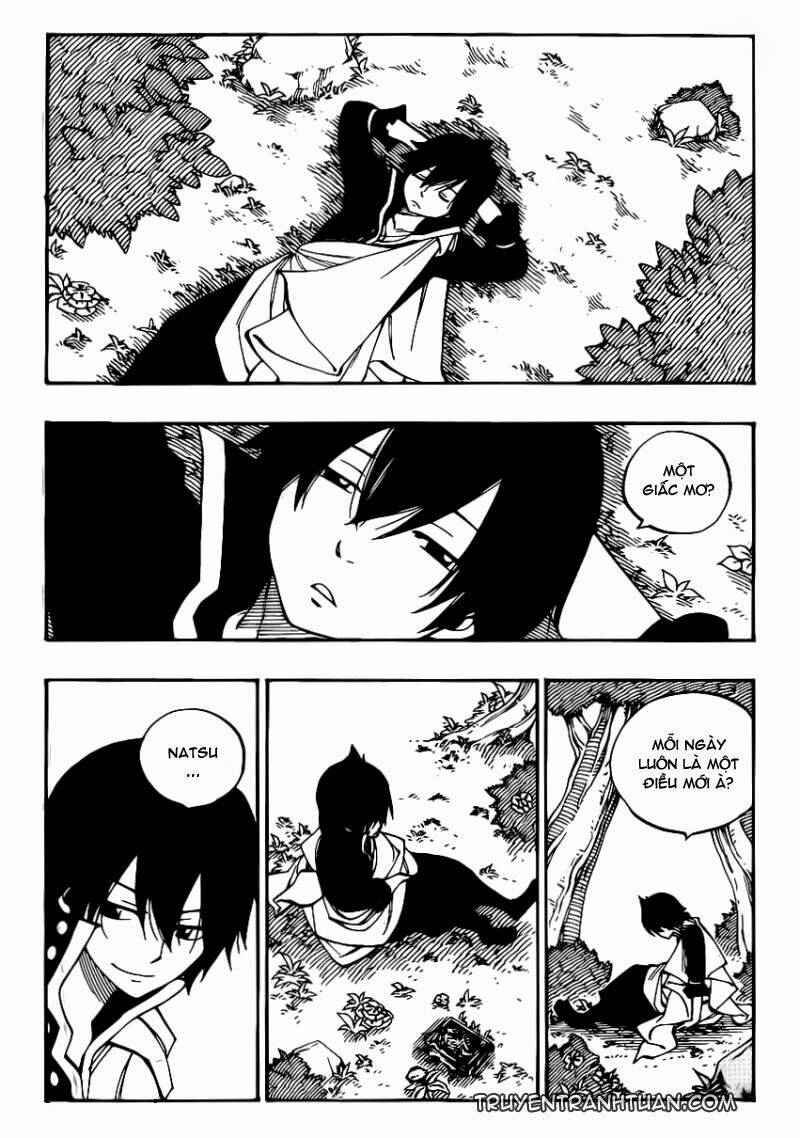 MỘT
GIẤC MƠ?
MỖI NGÀY
LUÔN LÀ MỘT
ĐIỀU MỚI À?
NATSU
...
TRUYENTRANHTUAN.COM